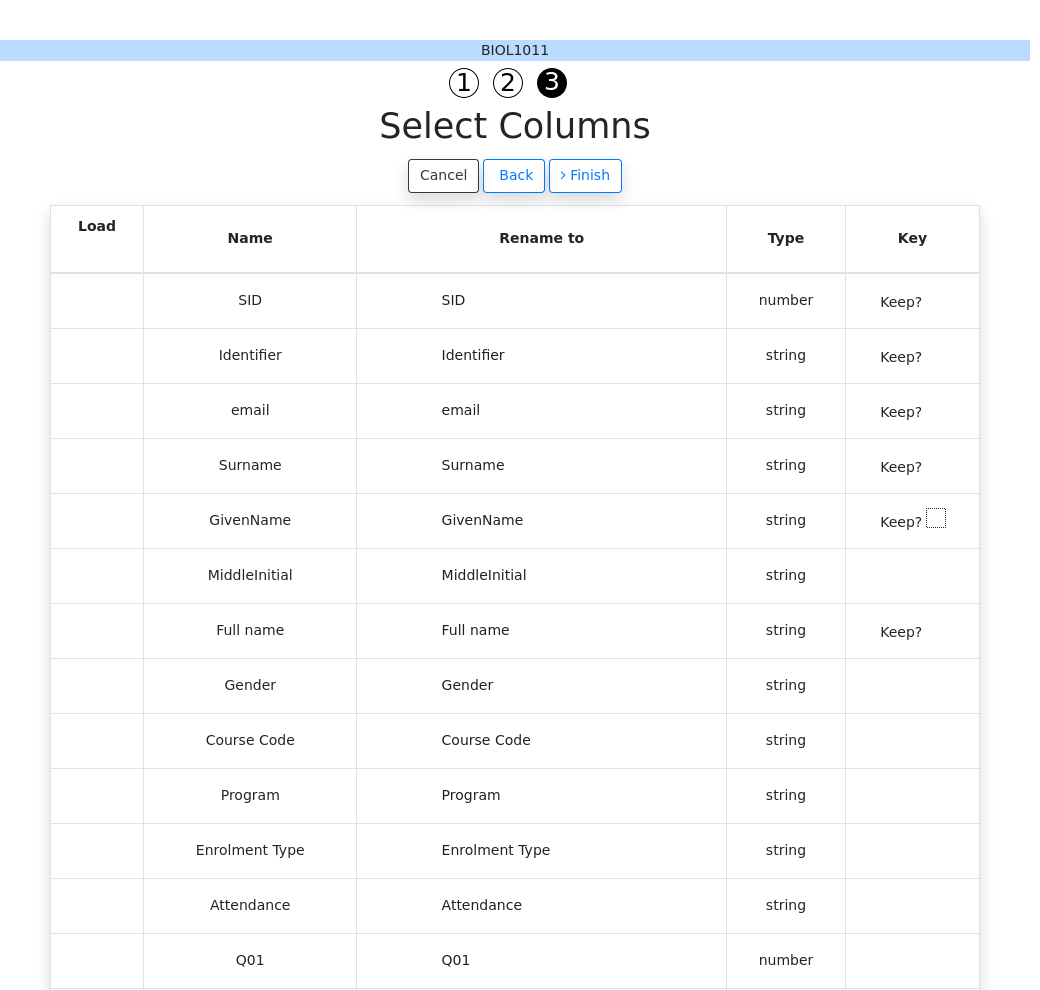 BIOL1011
1 2 3
Select Columns
Cancel Back › Finish
Load Name Rename to Type Key
SID SID number Keep?
Identifier Identifier string Keep?
email email string Keep?
Surname Surname string Keep?
GivenName GivenName string Keep?
MiddleInitial MiddleInitial string
Full name Full name string Keep?
Gender Gender string
Course Code Course Code string
Program Program string
Enrolment Type Enrolment Type string
Attendance Attendance string
Q01 Q01 number